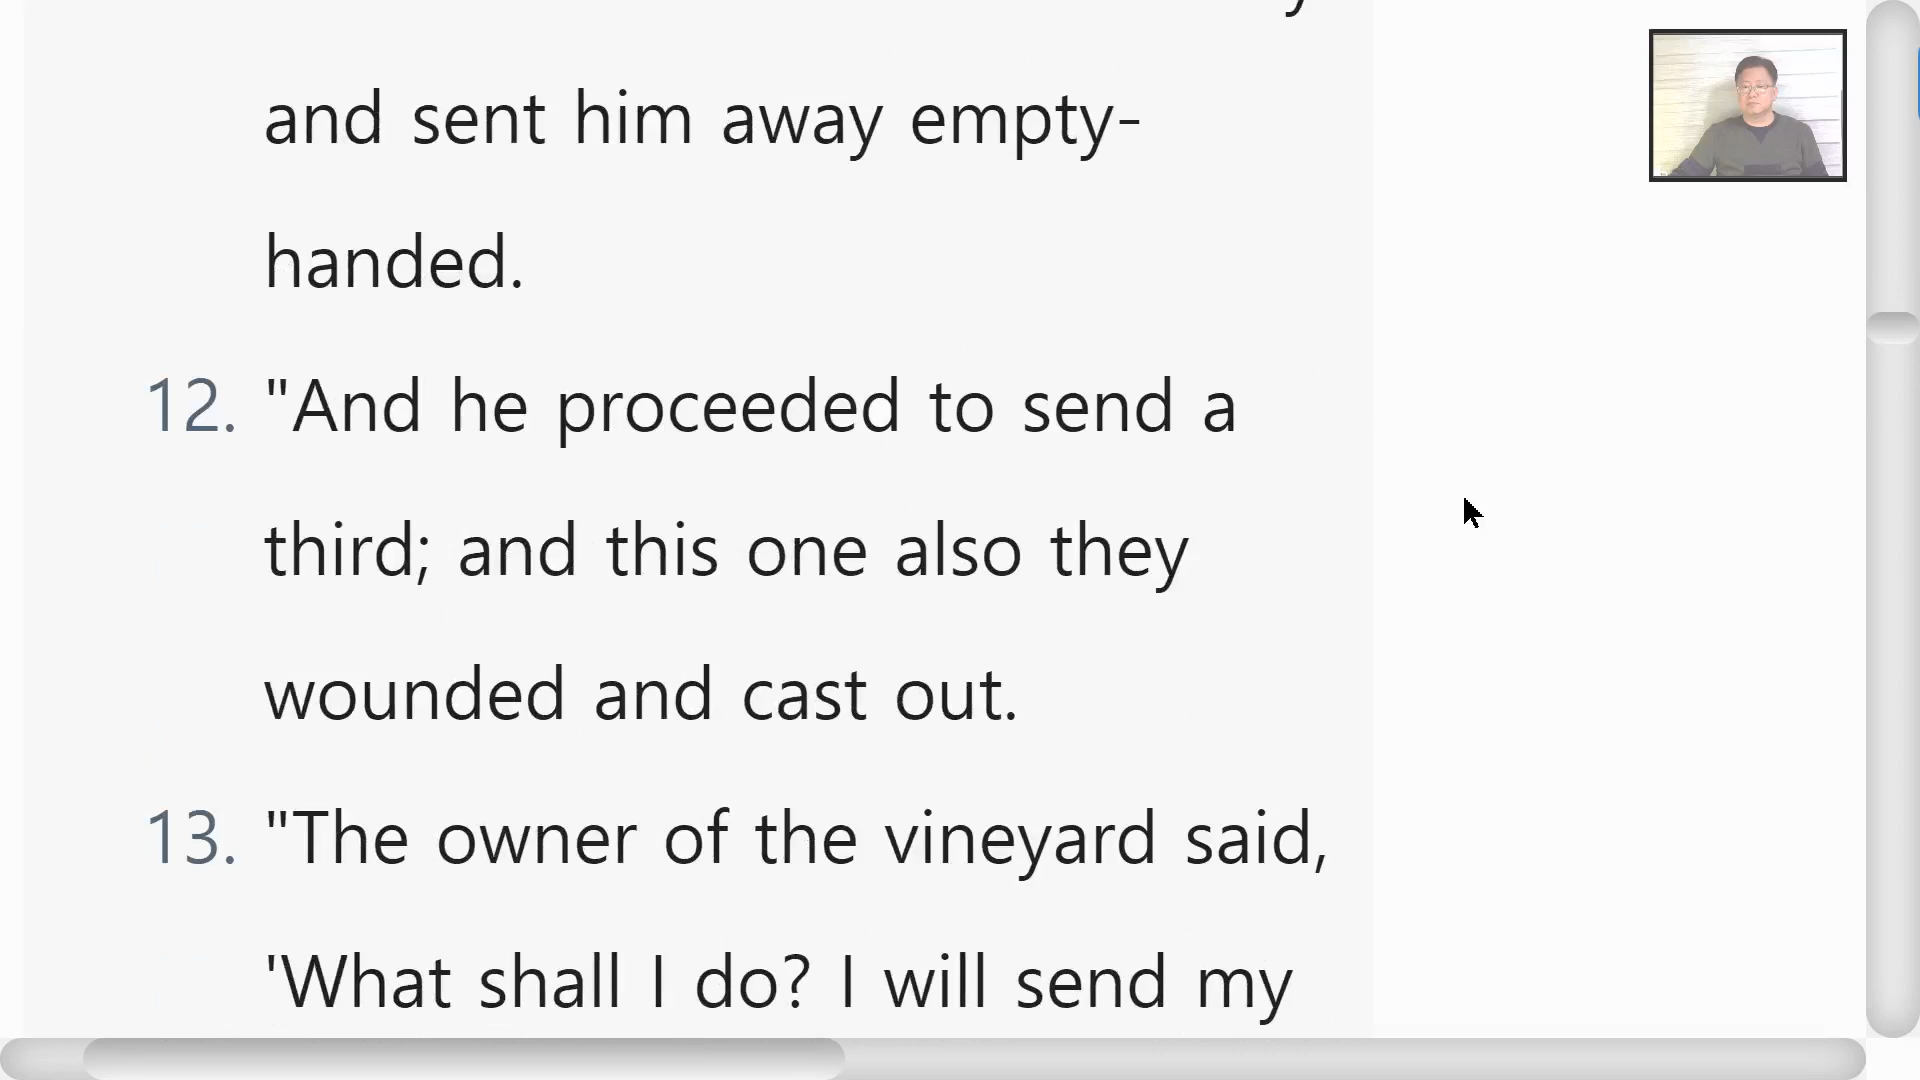 and sent him away empty-
handed.
12. "And he proceeded to send a
third; and this one also they
wounded and cast out.
13. "The owner of the vineyard said,
'What shall I do? I will send my